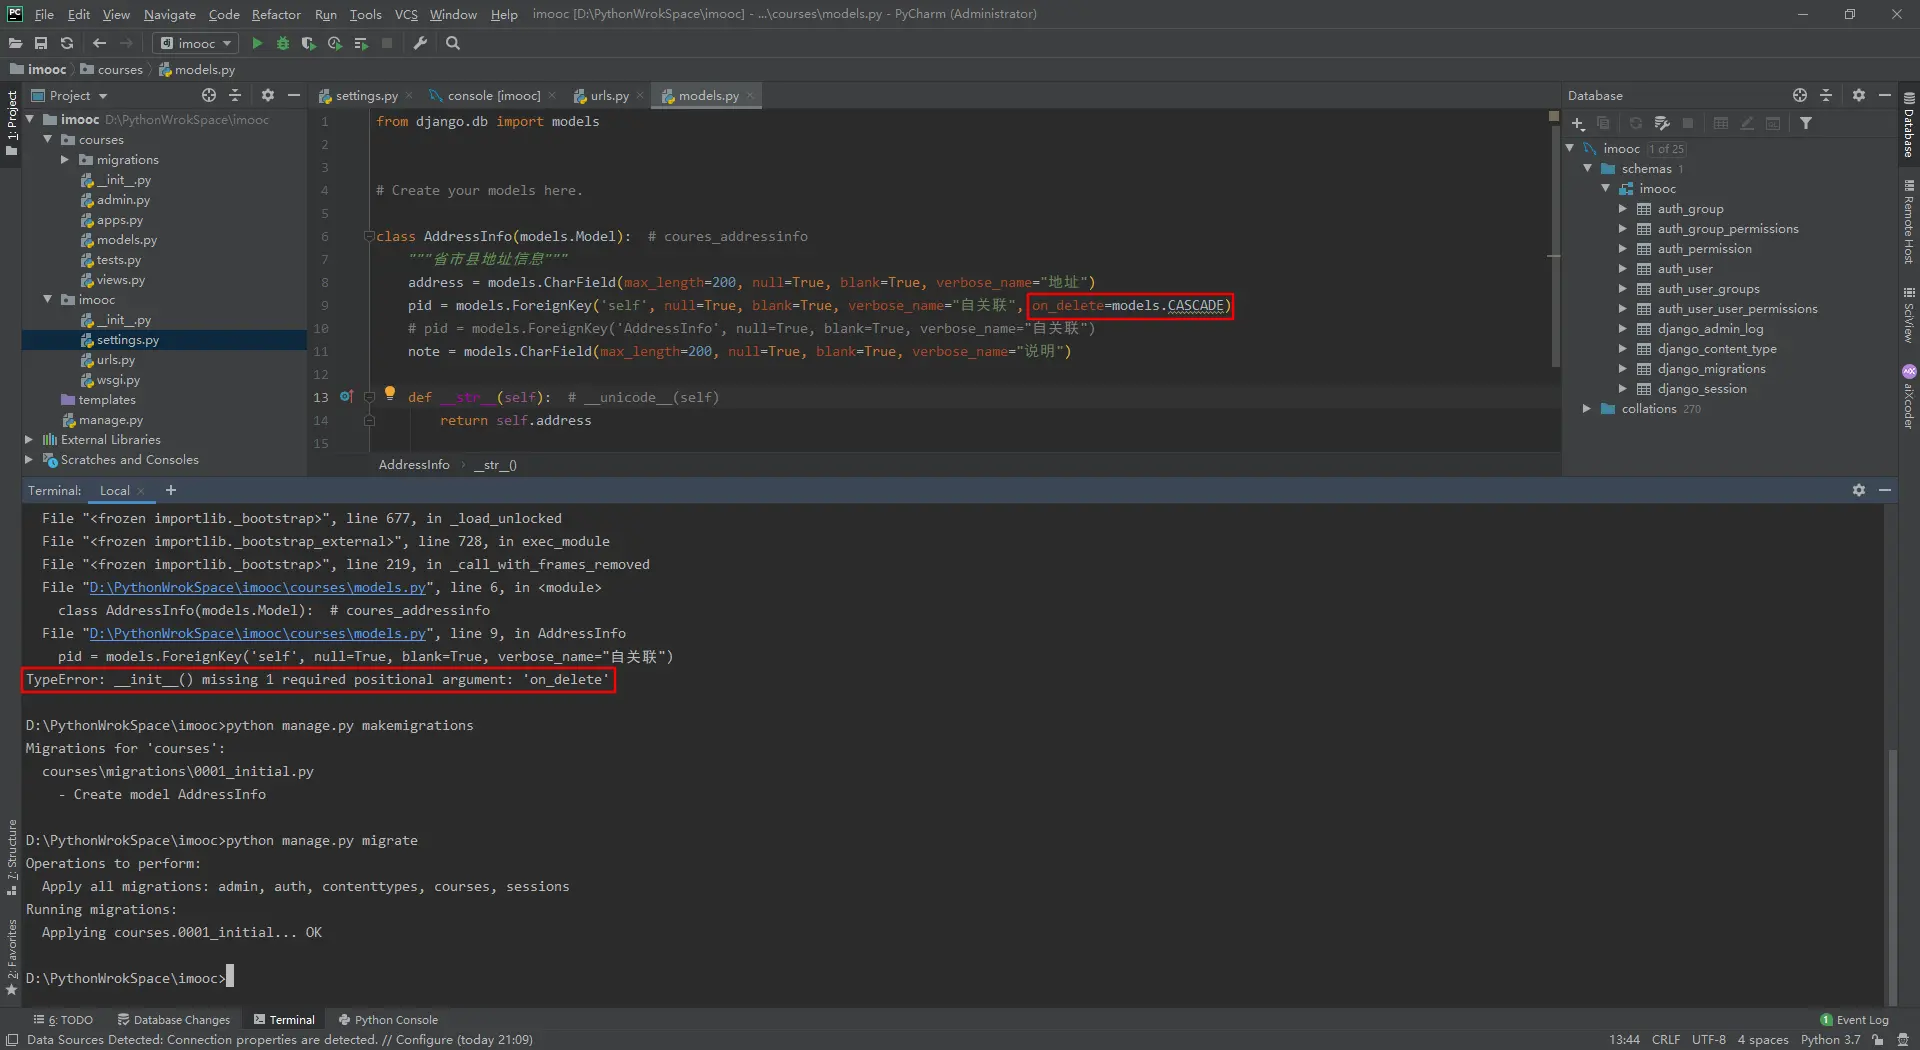 File Edit View Navigate Code Refactor Run Tools VCS Window Help imooc [D:\PythonWrokSpace\imooc] - ...\courses\models.py - PyCharm (Administrator)
imooc
imooc courses models.py
1: Project
Project
settings.py console [imooc] urls.py models.py
Database
imooc D:\PythonWrokSpace\imooc
courses
migrations
__init__.py
admin.py
apps.py
models.py
tests.py
views.py
imooc
__init__.py
settings.py
urls.py
wsgi.py
templates
manage.py
External Libraries
Scratches and Consoles
1 from django.db import models
2
3
4 # Create your models here.
5
6 class AddressInfo(models.Model):  # coures_addressinfo
7 """省市县地址信息"""
8 address = models.CharField(max_length=200, null=True, blank=True, verbose_name="地址")
9 pid = models.ForeignKey('self', null=True, blank=True, verbose_name="自关联", on_delete=models.CASCADE)
10 # pid = models.ForeignKey('AddressInfo', null=True, blank=True, verbose_name="自关联")
11 note = models.CharField(max_length=200, null=True, blank=True, verbose_name="说明")
12
13 def __str__(self):  # __unicode__(self)
14 return self.address
15
AddressInfo __str__()
imooc 1 of 25
schemas 1
imooc
auth_group
auth_group_permissions
auth_permission
auth_user
auth_user_groups
auth_user_user_permissions
django_admin_log
django_content_type
django_migrations
django_session
collations 270
Database
Remote Host
SciView
aiXcoder
Terminal: Local
File "<frozen importlib._bootstrap>", line 677, in _load_unlocked
File "<frozen importlib._bootstrap_external>", line 728, in exec_module
File "<frozen importlib._bootstrap>", line 219, in _call_with_frames_removed
File "D:\PythonWrokSpace\imooc\courses\models.py", line 6, in <module>
class AddressInfo(models.Model):  # coures_addressinfo
File "D:\PythonWrokSpace\imooc\courses\models.py", line 9, in AddressInfo
pid = models.ForeignKey('self', null=True, blank=True, verbose_name="自关联")
TypeError: __init__() missing 1 required positional argument: 'on_delete'
D:\PythonWrokSpace\imooc>python manage.py makemigrations
Migrations for 'courses':
courses\migrations\0001_initial.py
- Create model AddressInfo
D:\PythonWrokSpace\imooc>python manage.py migrate
Operations to perform:
Apply all migrations: admin, auth, contenttypes, courses, sessions
Running migrations:
Applying courses.0001_initial... OK
D:\PythonWrokSpace\imooc>
7: Structure
2: Favorites
6: TODO Database Changes Terminal Python Console
1 Event Log
Data Sources Detected: Connection properties are detected. // Configure (today 21:09)
13:44 CRLF UTF-8 4 spaces Python 3.7